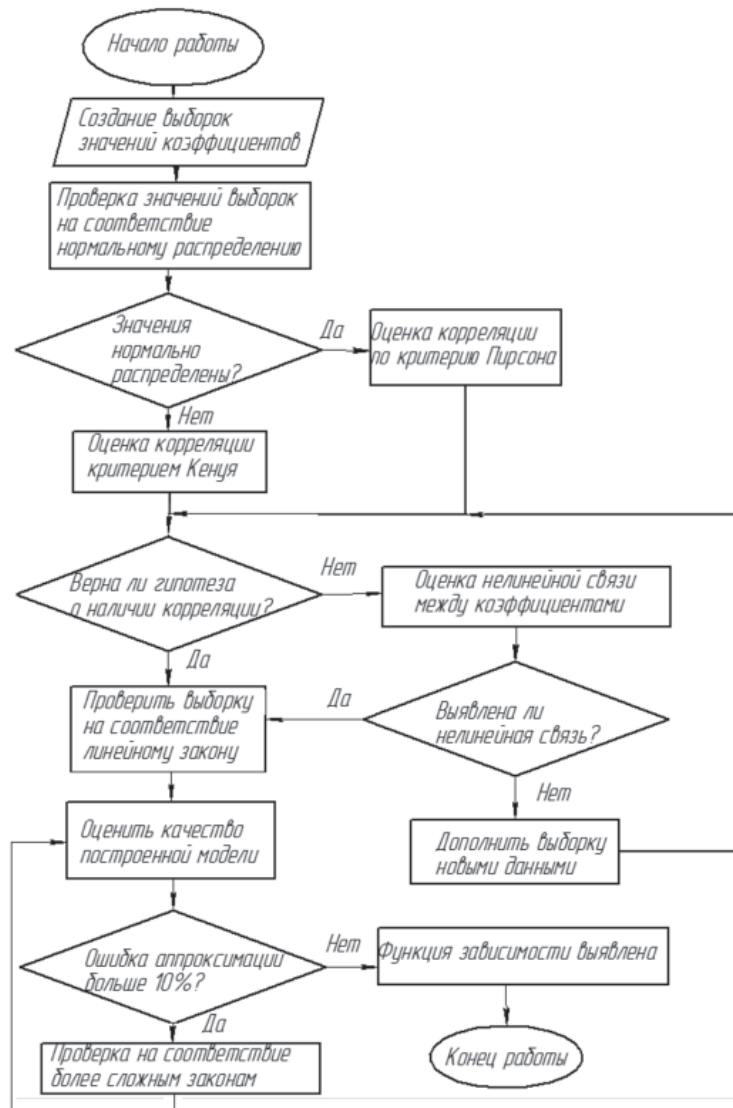 Начало работы
Создание выборок
значений коэффициентов
Проверка значений выборок
на соответствие
нормальному распределению
Значения
нормально
распределены?
Да
Оценка корреляции
по критерию Пирсона
Нет
Оценка корреляции
критерием Кенуя
Верна ли гипотеза
о наличии корреляции?
Нет
Оценка нелинейной связи
между коэффициентами
Да
Проверить выборку
на соответствие
линейному закону
Да
Выявлена ли
нелинейная связь?
Нет
Оценить качество
построенной модели
Дополнить выборку
новыми данными
Ошибка аппроксимации
больше 10%?
Нет
Функция зависимости выявлена
Да
Проверка на соответствие
более сложным законам
Конец работы